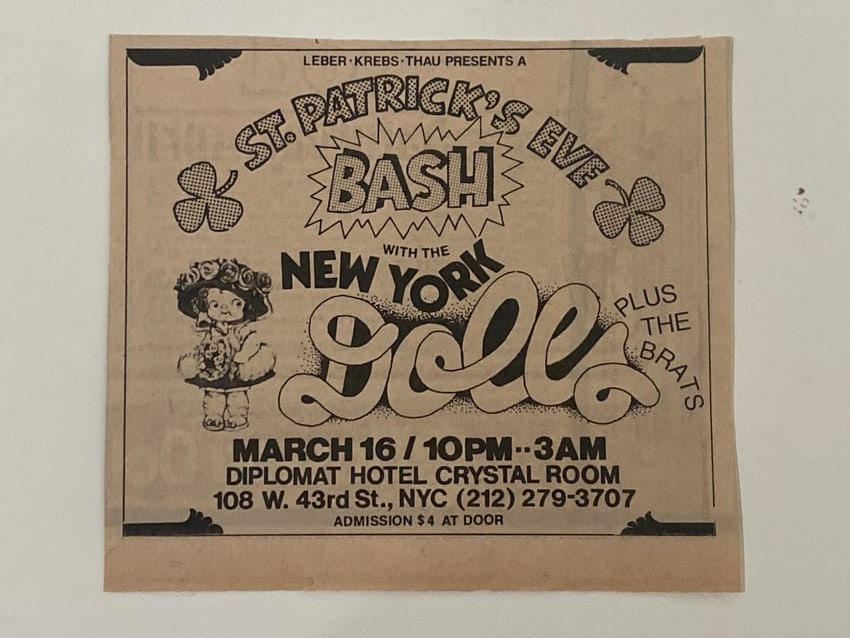 LEBER·KREBS·THAU PRESENTS A
ST. PATRICK'S EVE
BASH
WITH THE
NEW YORK
Dolls
PLUS
THE
BRATS
MARCH 16 / 10PM··3AM
DIPLOMAT HOTEL CRYSTAL ROOM
108 W. 43rd St., NYC (212) 279-3707
ADMISSION $4 AT DOOR